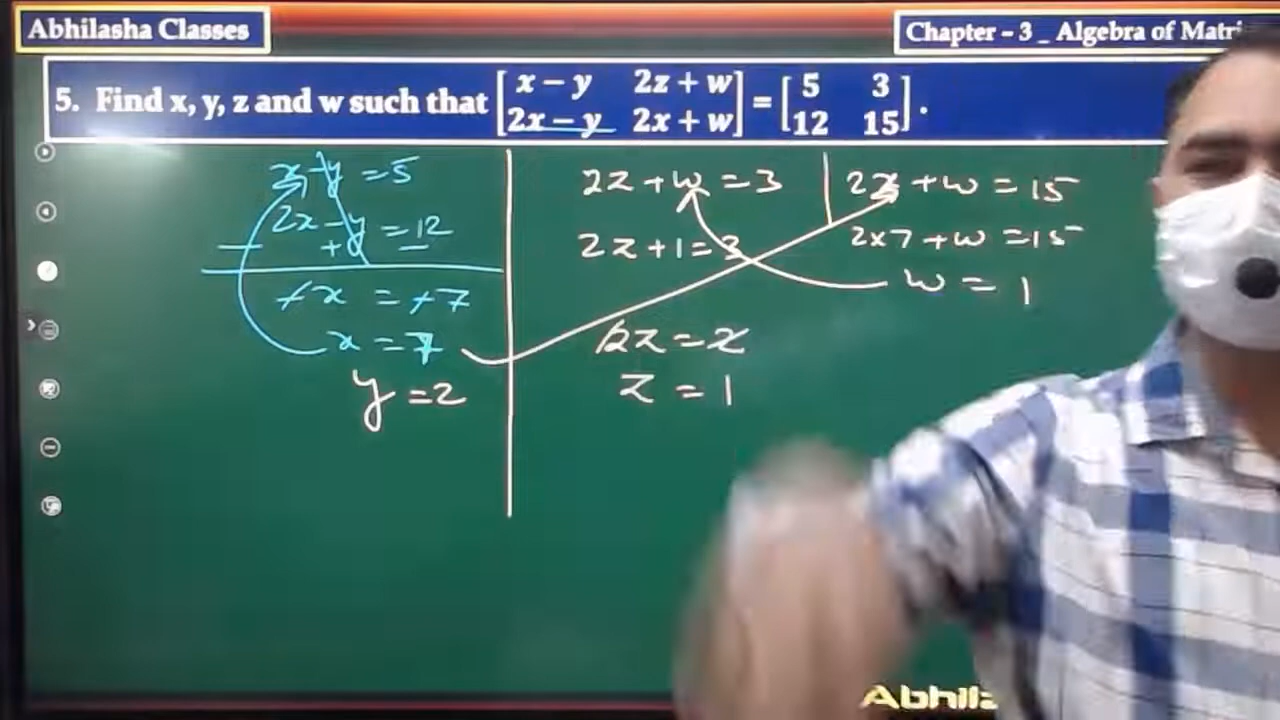 Abhilasha Classes
Chapter - 3 _ Algebra of Matri
5. Find x, y, z and w such that [x − y 2z + w; 2x − y 2x + w] = [5 3; 12 15].
x - y = 5
2x - y = 12
− + −
-x = -7
x = 7
y = 2
2z + w = 3
2z + 1 = 3
2z = 2
z = 1
2x + w = 15
2x7 + w = 15
w = 1
Abhila